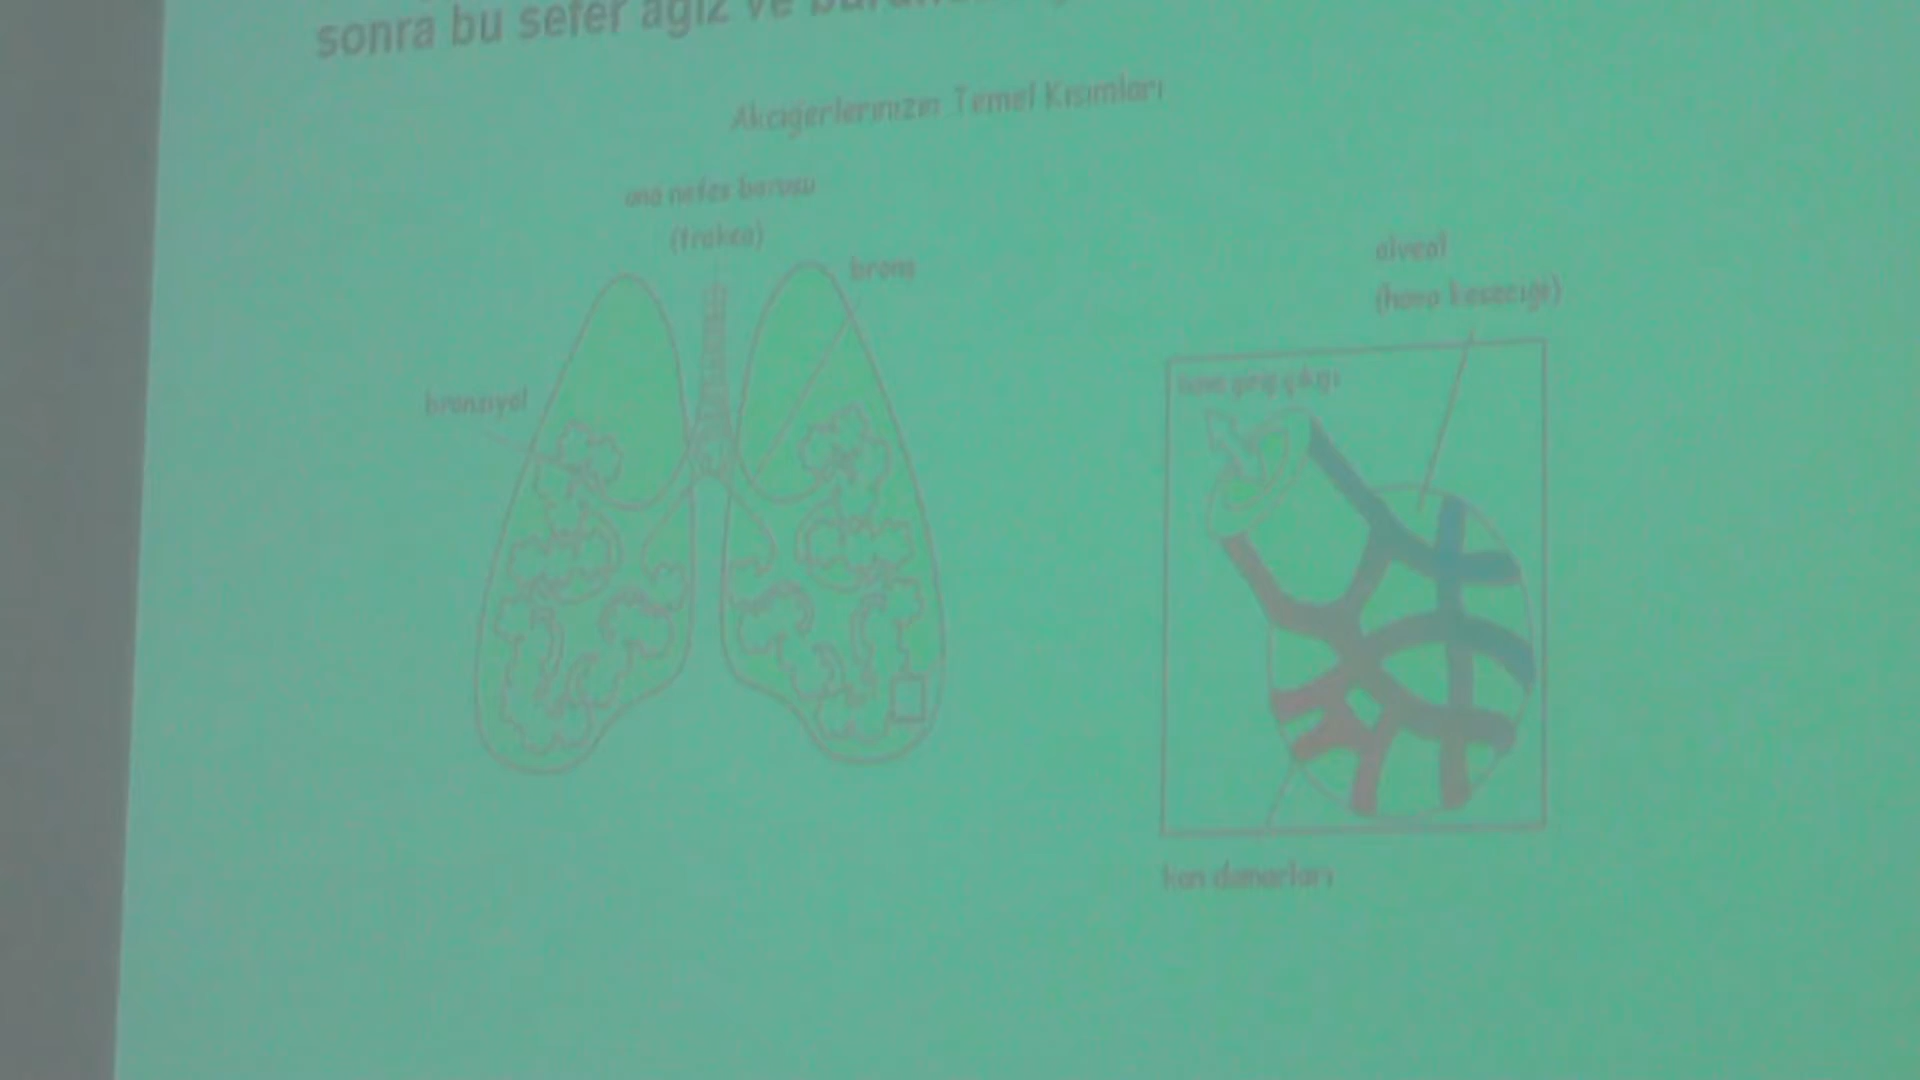 sonra bu sefer ağız ve
Akciğerlerinizin Temel Kısımları
ana nefes borusu
(trakea)
bronş
alveol
(hava keseciği)
hava giriş çıkışı
bronşiyol
kan damarları